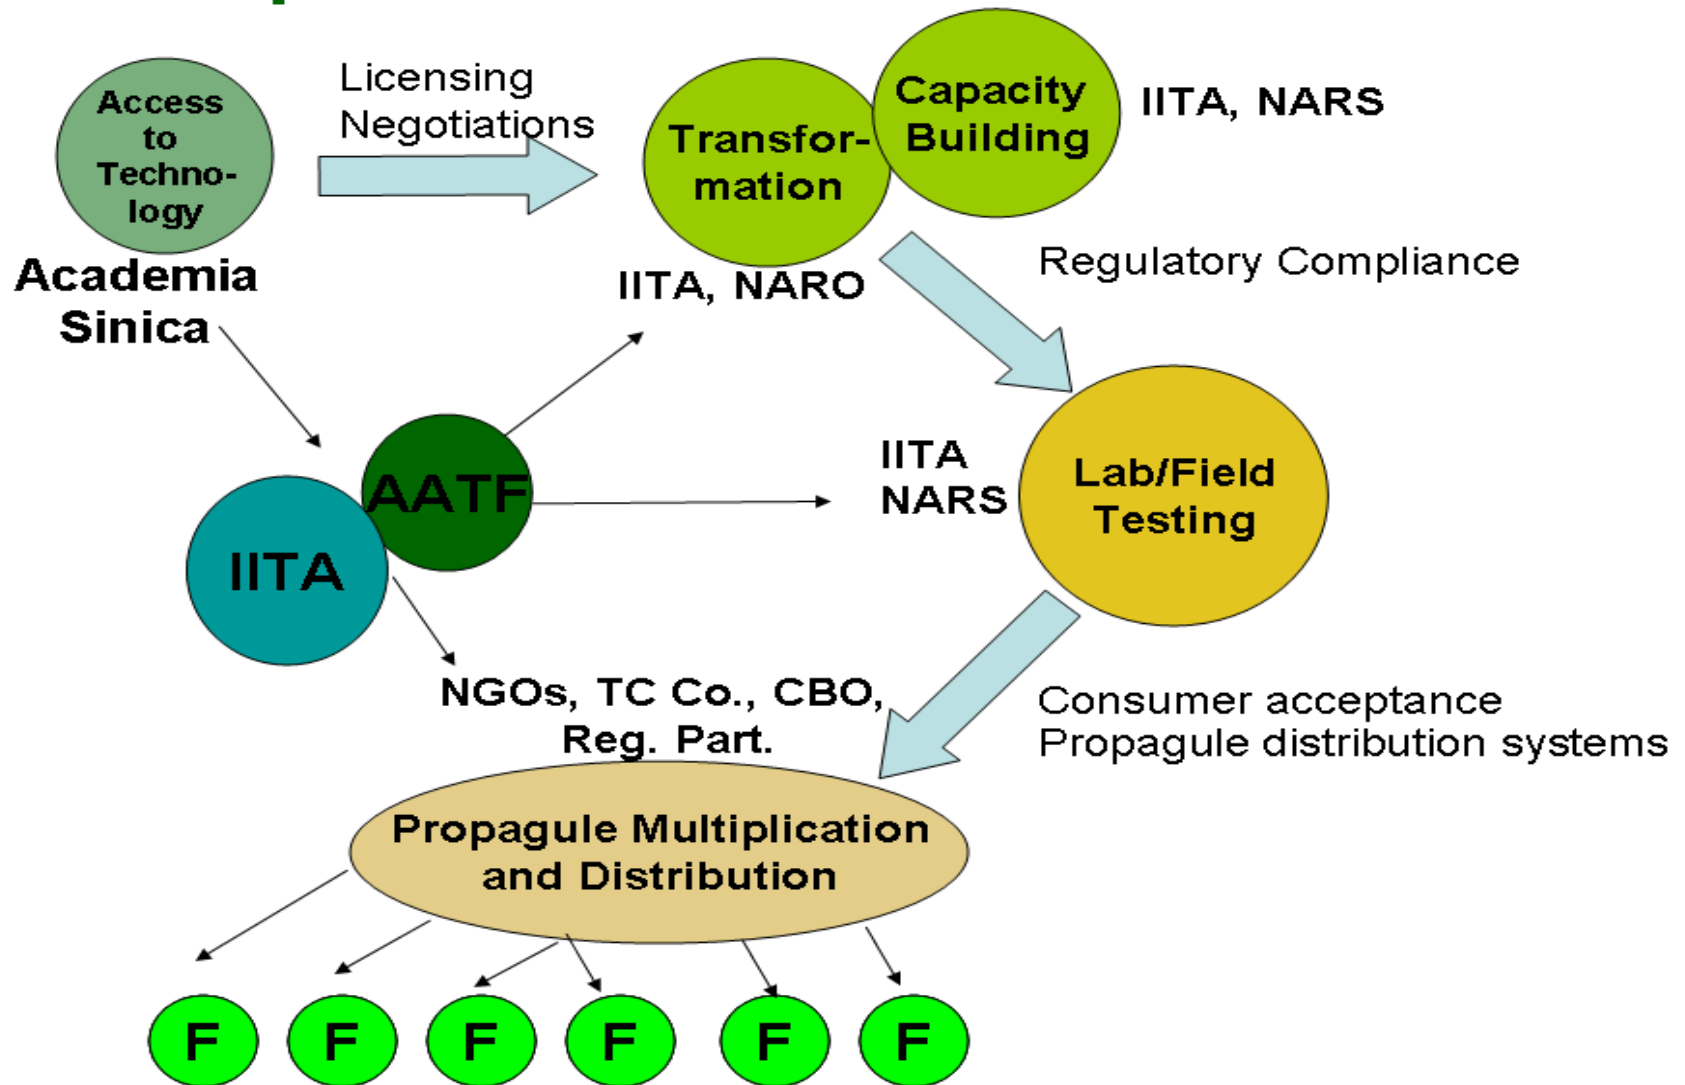 Access
to
Techno-
logy
Licensing
Negotiations
Transfor-
mation
Capacity
Building
IITA, NARS
Academia
Sinica
IITA, NARO
Regulatory Compliance
AATF
IITA
IITA
NARS
Lab/Field
Testing
NGOs, TC Co., CBO,
Reg. Part.
Consumer acceptance
Propagule distribution systems
Propagule Multiplication
and Distribution
F
F
F
F
F
F